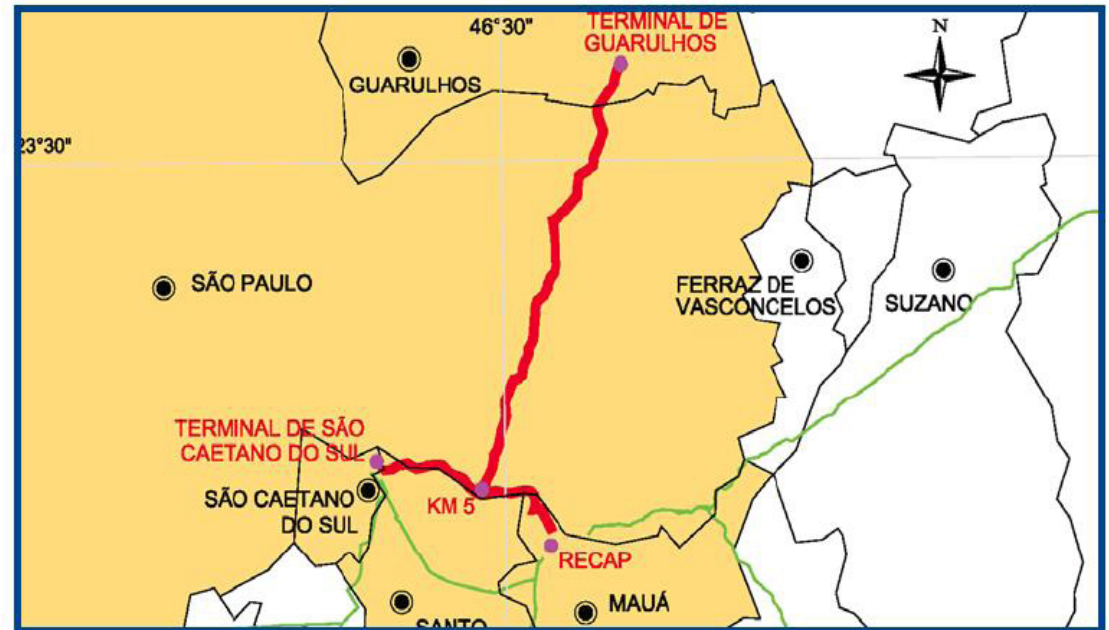 46°30"
TERMINAL DE
GUARULHOS
N
GUARULHOS
23°30"
SÃO PAULO
FERRAZ DE
VASCONCELOS
SUZANO
TERMINAL DE SÃO
CAETANO DO SUL
SÃO CAETANO
DO SUL
KM 5
RECAP
MAUÁ
SANTO